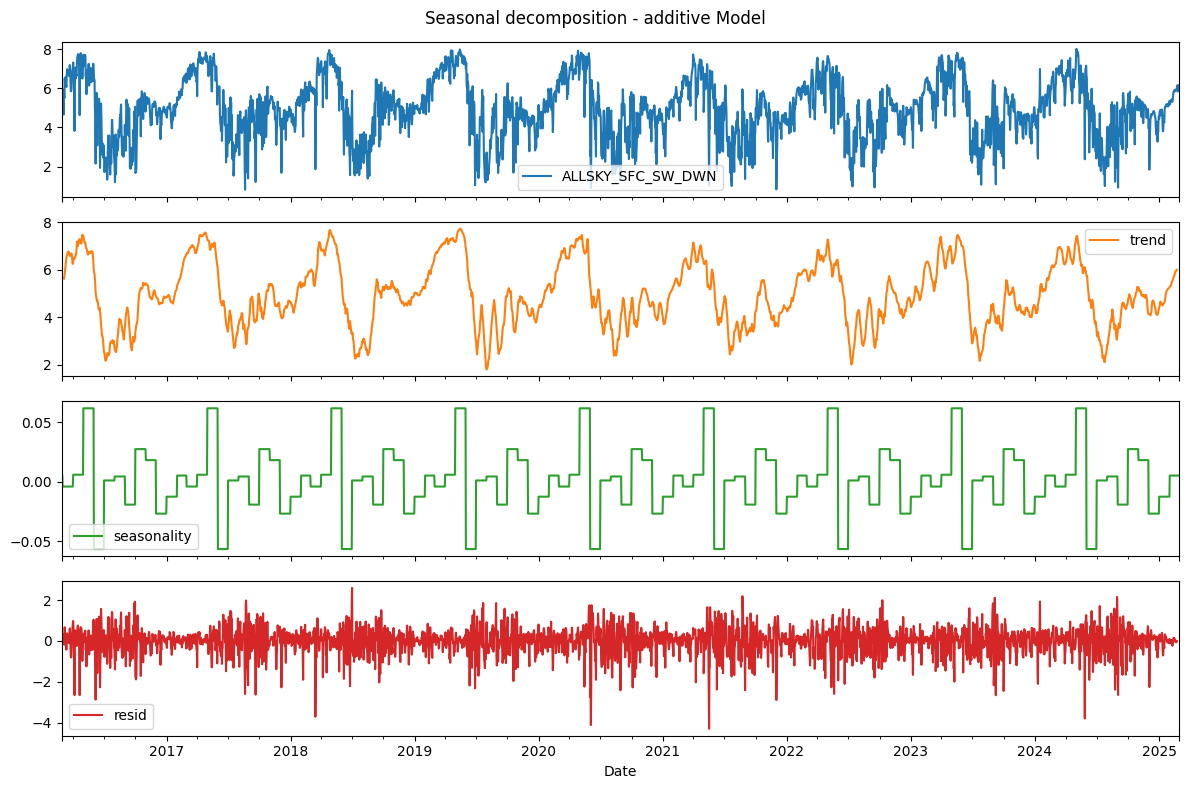 Seasonal decomposition - additive Model
8
6
4
2
ALLSKY_SFC_SW_DWN
8
6
4
2
trend
0.05
0.00
−0.05
seasonality
2
0
−2
−4
resid
2017 2018 2019 2020 2021 2022 2023 2024 2025
Date